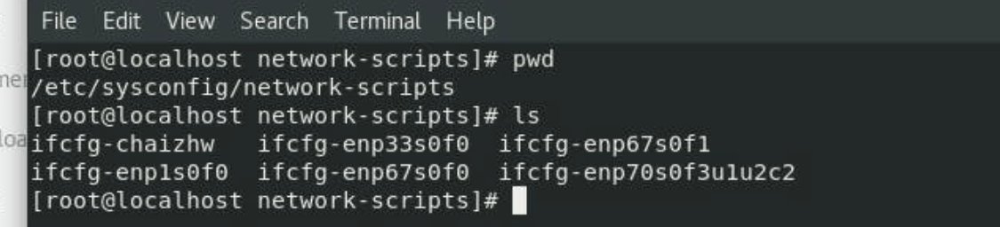 File Edit View Search Terminal Help
[root@localhost network-scripts]# pwd
/etc/sysconfig/network-scripts
[root@localhost network-scripts]# ls
ifcfg-chaizhw ifcfg-enp33s0f0 ifcfg-enp67s0f1
ifcfg-enp1s0f0 ifcfg-enp67s0f0 ifcfg-enp70s0f3u1u2c2
[root@localhost network-scripts]#